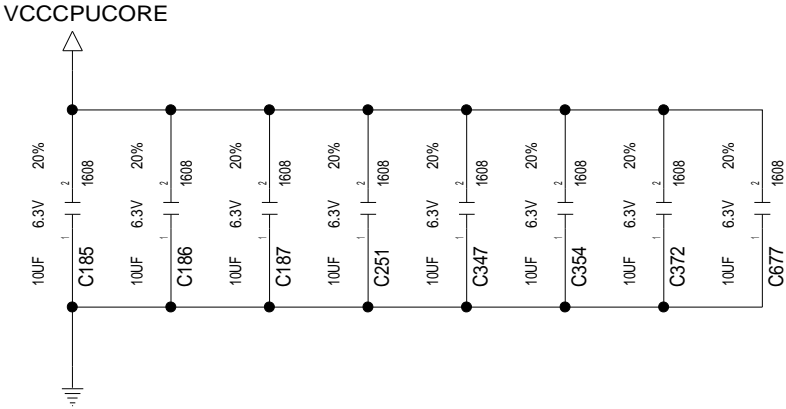 VCCCPUCORE
10UF 6.3V 20%
1 2
C185 1608
10UF 6.3V 20%
1 2
C186 1608
10UF 6.3V 20%
1 2
C187 1608
10UF 6.3V 20%
1 2
C251 1608
10UF 6.3V 20%
1 2
C347 1608
10UF 6.3V 20%
1 2
C354 1608
10UF 6.3V 20%
1 2
C372 1608
10UF 6.3V 20%
1 2
C677 1608